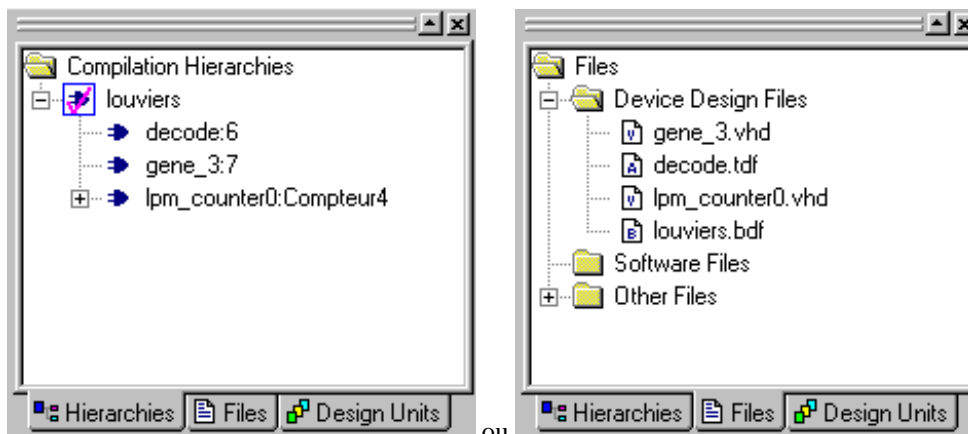 Compilation Hierarchies
louviers
decode:6
gene_3:7
lpm_counter0:Compteur4
Hierarchies Files Design Units
ou
Files
Device Design Files
gene_3.vhd
decode.tdf
lpm_counter0.vhd
louviers.bdf
Software Files
Other Files
Hierarchies Files Design Units